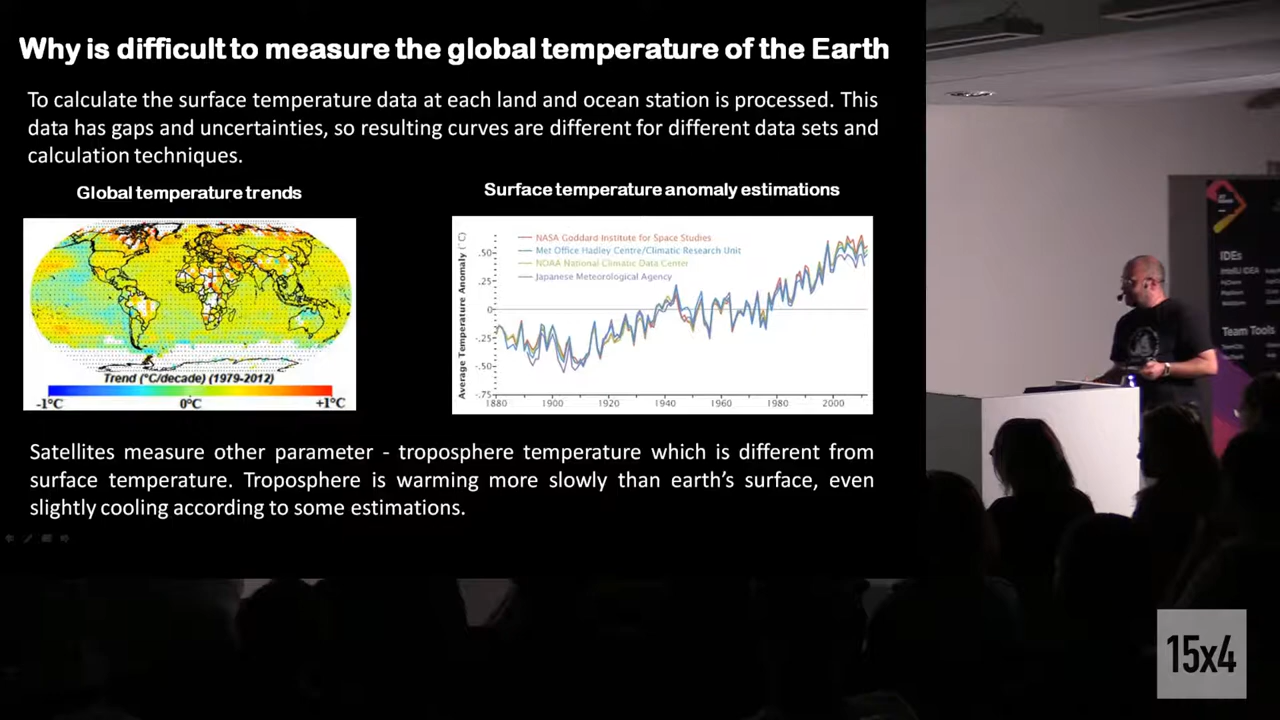 Why is difficult to measure the global temperature of the Earth
To calculate the surface temperature data at each land and ocean station is processed. This
data has gaps and uncertainties, so resulting curves are different for different data sets and
calculation techniques.
Global temperature trends
Surface temperature anomaly estimations
Trend (°C/decade) (1979-2012)
-1°C 0°C +1°C
NASA Goddard Institute for Space Studies
Met Office Hadley Centre/Climatic Research Unit
NOAA National Climatic Data Center
Japanese Meteorological Agency
Average Temperature Anomaly (°C)
.50
.25
0
-.25
-.50
-.75
1880 1900 1920 1940 1960 1980 2000
Satellites measure other parameter - troposphere temperature which is different from
surface temperature. Troposphere is warming more slowly than earth's surface, even
slightly cooling according to some estimations.
IDEs
IntelliJ IDEA
Team Tools
15x4